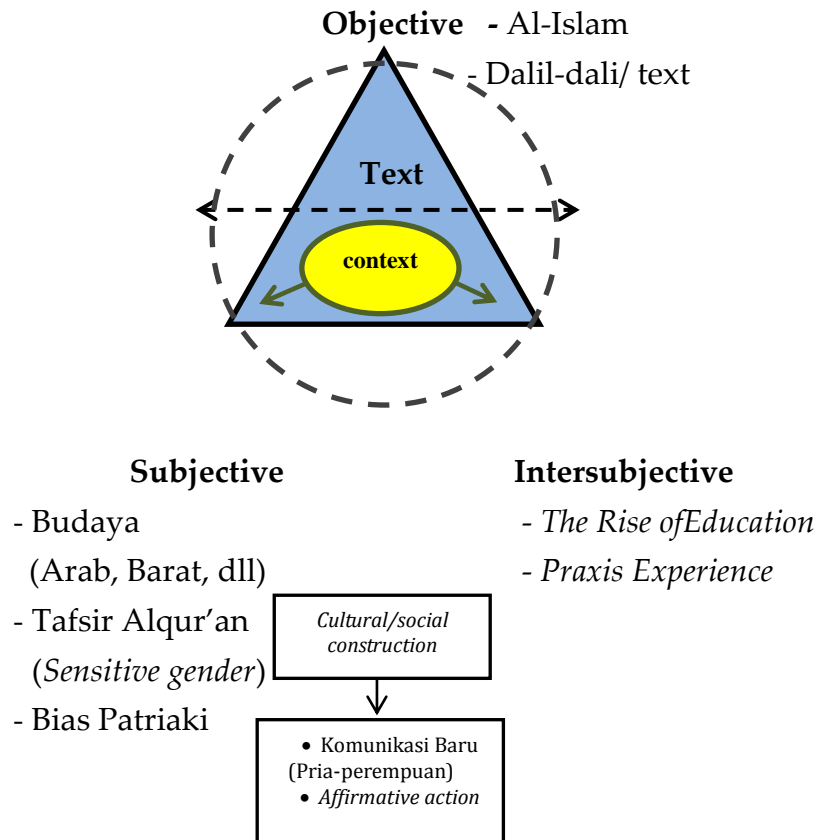 Objective - Al-Islam
- Dalil-dali/ text
Text
context
Subjective
- Budaya
(Arab, Barat, dll)
- Tafsir Alqur’an
(Sensitive gender)
- Bias Patriaki
Intersubjective
- The Rise ofEducation
- Praxis Experience
Cultural/social
construction
• Komunikasi Baru
(Pria-perempuan)
• Affirmative action